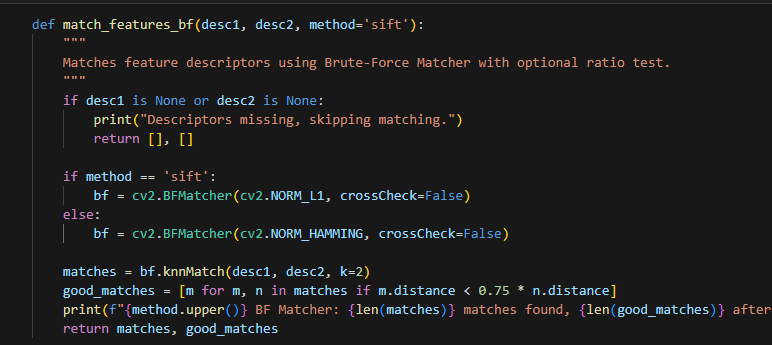 def match_features_bf(desc1, desc2, method='sift'):
    """
    Matches feature descriptors using Brute-Force Matcher with optional ratio test.
    """
    if desc1 is None or desc2 is None:
        print("Descriptors missing, skipping matching.")
        return [], []

    if method == 'sift':
        bf = cv2.BFMatcher(cv2.NORM_L1, crossCheck=False)
    else:
        bf = cv2.BFMatcher(cv2.NORM_HAMMING, crossCheck=False)

    matches = bf.knnMatch(desc1, desc2, k=2)
    good_matches = [m for m, n in matches if m.distance < 0.75 * n.distance]
    print(f"{method.upper()} BF Matcher: {len(matches)} matches found, {len(good_matches)} after
    return matches, good_matches